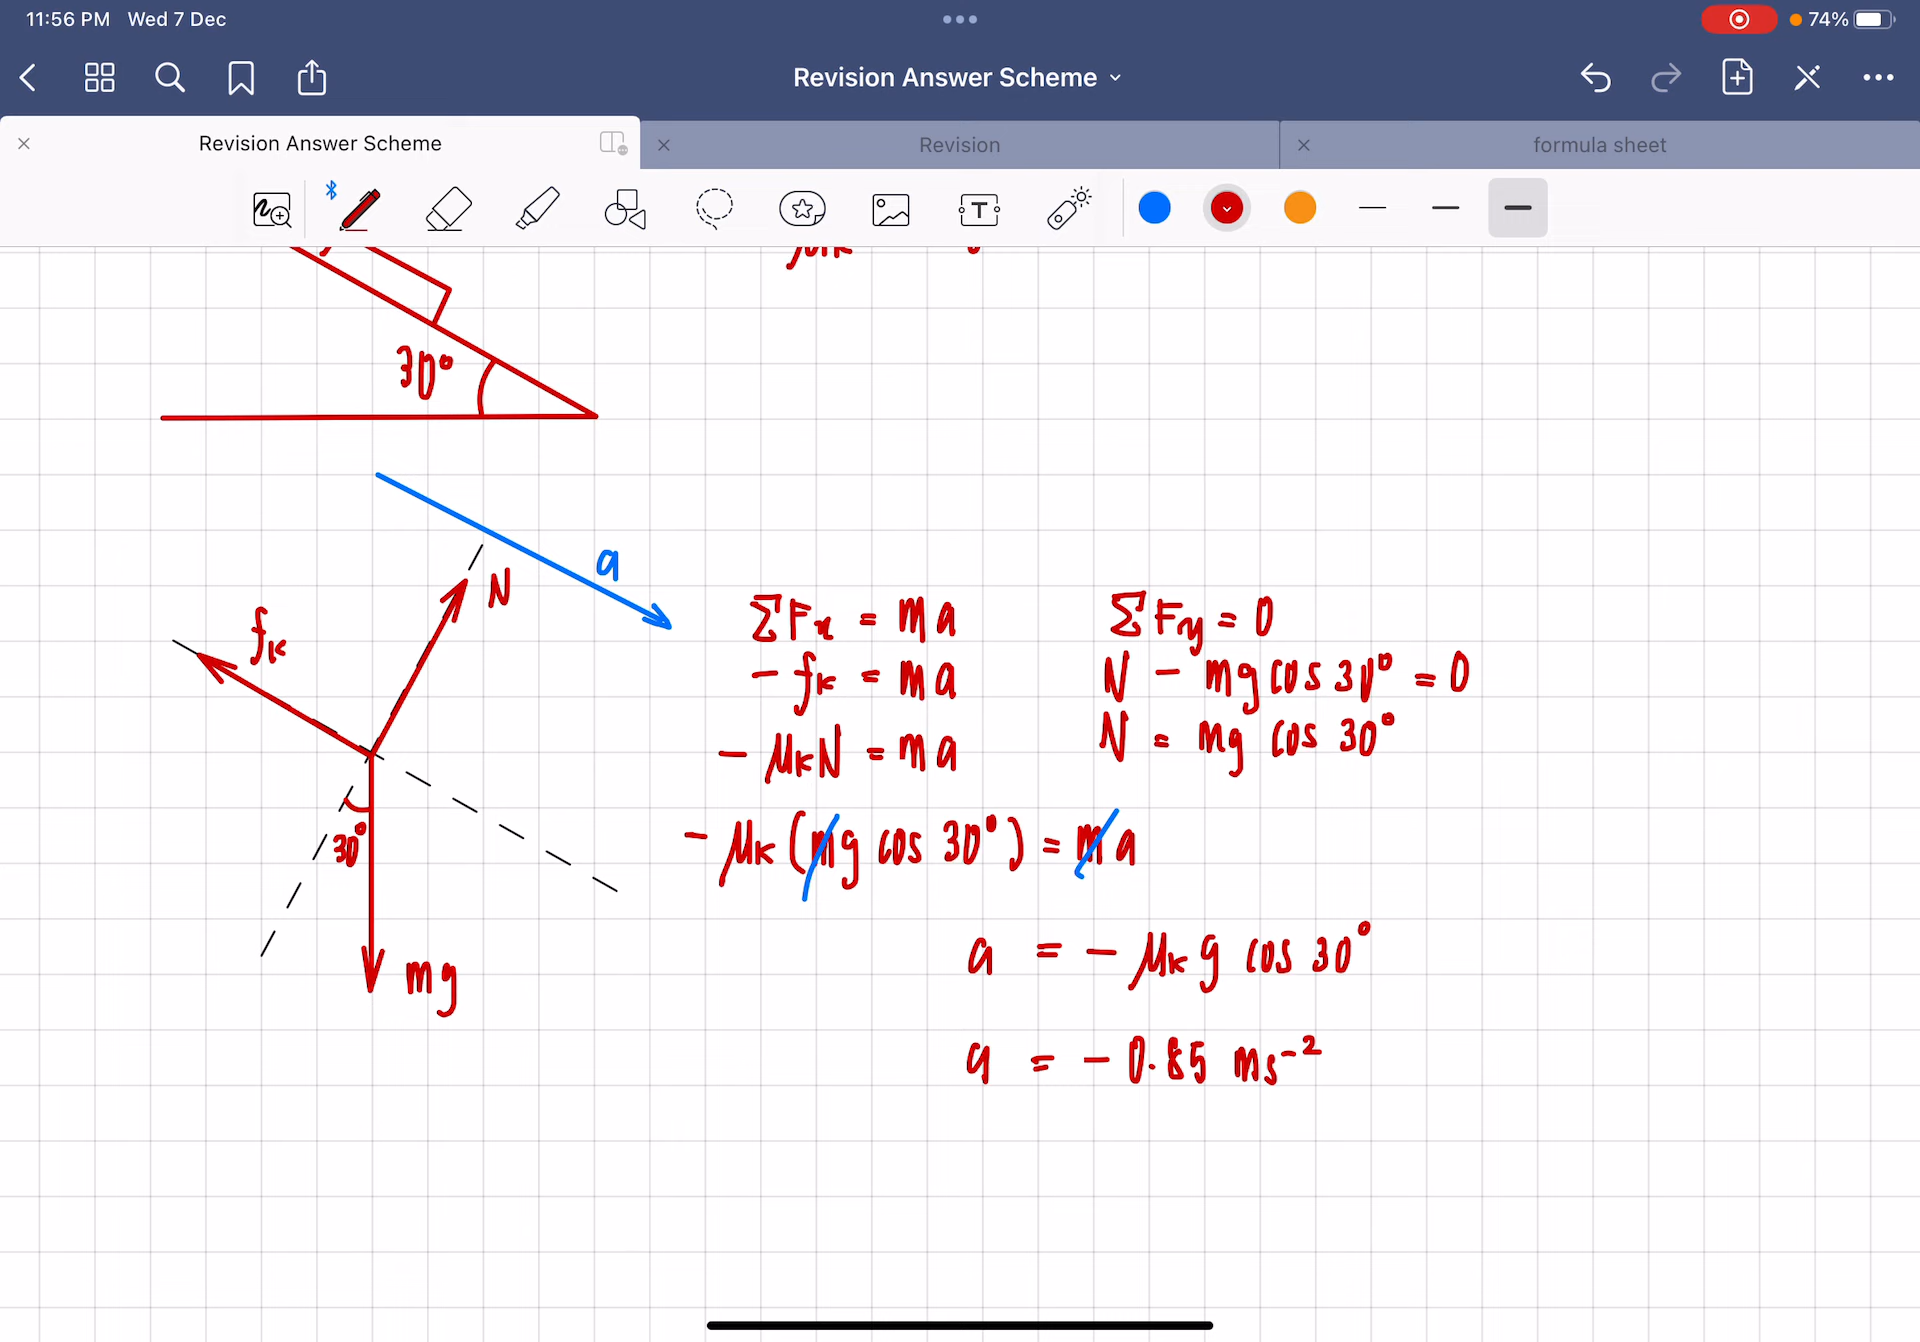 11:56 PM Wed 7 Dec
74%
Revision Answer Scheme
Revision Answer Scheme
Revision
formula sheet
T
30°
a
N
fk
30°
mg
ΣFx = ma
- fk = ma
- μkN = ma
ΣFy = 0
N - mg cos 30° = 0
N = mg cos 30°
- μk (mg cos 30°) = ma
a = - μk g cos 30°
a = - 0.85 ms⁻²